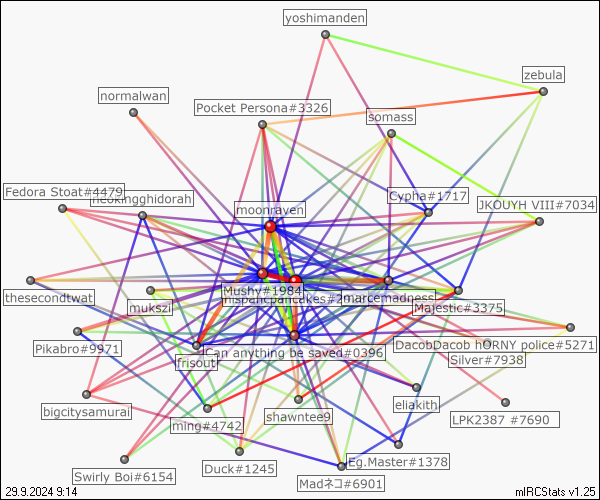 yoshimanden
zebula
normalwan
Pocket Persona#3326
somass
Fedora Stoat#4479
neokingghidorah
Cypha#1717
JKOUYH VIII#7034
moonraven
Mushy#1984
hispanicpancakes#2
marcemadness
Majestic#3375
thesecondtwat
mukszi
Pikabro#9971
frisout
Can anything be saved#0396
DacobDacob hORNY police#5271
Silver#7938
bigcitysamurai
ming#4742
shawntee9
eliakith
LPK2387 #7690
Swirly Boi#6154
Duck#1245
Eg.Master#1378
Madネコ#6901
29.9.2024 9:14
mIRCStats v1.25